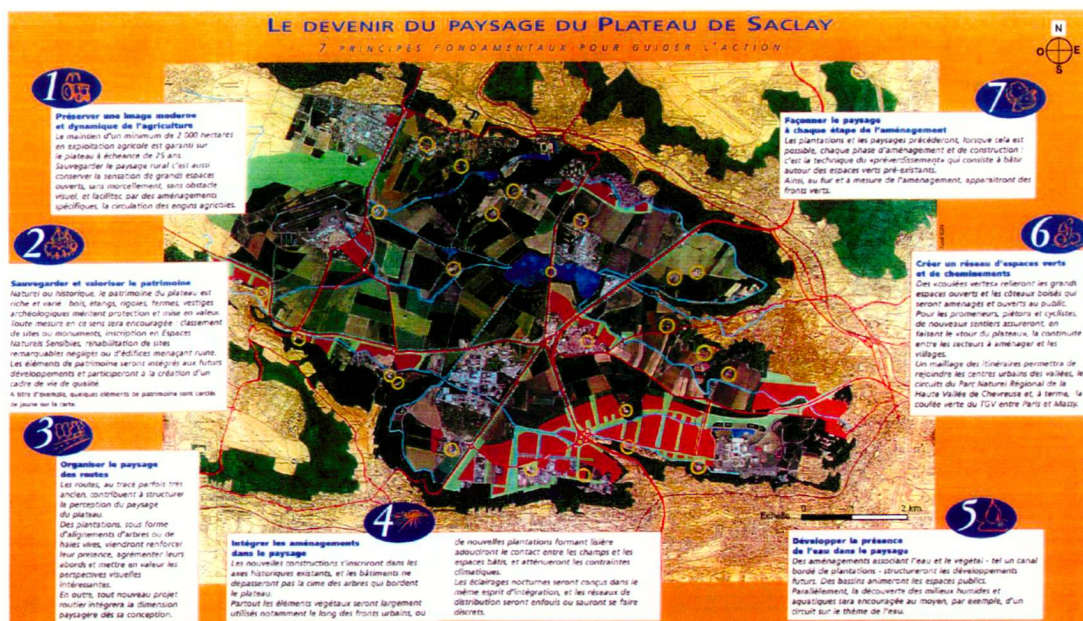 LE DEVENIR DU PAYSAGE DU PLATEAU DE SACLAY
7 PRINCIPES FONDAMENTAUX POUR GUIDER L'ACTION
N
O
E
S
1
Préserver une image moderne
et dynamique de l'agriculture
Le maintien d'un minimum de 2 000 hectares
en exploitation agricole est garanti sur
le plateau à échéance de 25 ans.
Sauvegarder le paysage rural c'est aussi
conserver la sensation de grands espaces
ouverts, sans morcellement, sans obstacle
visuel, et faciliter, par des aménagements
spécifiques, la circulation des engins agricoles.
2
Sauvegarder et valoriser le patrimoine
Naturel ou historique, le patrimoine du plateau est
riche et varié : bois, étangs, rigoles, fermes, vestiges
archéologiques méritent protection et mise en valeur.
Toute mesure en ce sens sera encouragée : classement
de sites ou monuments, inscription en Espaces
Naturels Sensibles, réhabilitation de sites
remarquables négligés ou d'édifices menaçant ruine.
Les éléments de patrimoine seront intégrés aux futurs
développements et participeront à la création d'un
cadre de vie de qualité.
A titre d'exemple, quelques éléments de patrimoine sont cerclés
de jaune sur la carte.
3
Organiser le paysage
des routes
Les routes, au tracé parfois très
ancien, contribuent à structurer
la perception du paysage
du plateau.
Des plantations, sous forme
d'alignements d'arbres ou de
haies vives, viendront renforcer
leur présence, agrémenter leurs
abords et mettre en valeur les
perspectives visuelles
intéressantes.
En outre, tout nouveau projet
routier intégrera la dimension
paysagère dès sa conception.
4
Intégrer les aménagements
dans le paysage
Les nouvelles constructions s'inscriront dans les
axes historiques existants, et les bâtiments ne
dépasseront pas la cime des arbres qui bordent
le plateau.
Partout les éléments végétaux seront largement
utilisés notamment le long des fronts urbains, où
de nouvelles plantations formant lisière
adouciront le contact entre les champs et les
espaces bâtis, et atténueront les contraintes
climatiques.
Les éclairages nocturnes seront conçus dans le
même esprit d'intégration, et les réseaux de
distribution seront enfouis ou sauront se faire
discrets.
Echelle 0 2 km
5
Développer la présence
de l'eau dans le paysage
Des aménagements associant l'eau et le végétal - tel un canal
bordé de plantations - structureront les développements
futurs. Des bassins animeront les espaces publics.
Parallèlement, la découverte des milieux humides et
aquatiques sera encouragée au moyen, par exemple, d'un
circuit sur le thème de l'eau.
6
Créer un réseau d'espaces verts
et de cheminements
Des «coulées vertes» relieront les grands
espaces ouverts et les côteaux boisés qui
seront aménagés et ouverts au public.
Pour les promeneurs, piétons et cyclistes,
de nouveaux sentiers assureront, en
faisant le «tour du plateau», la continuité
entre les secteurs à aménager et les
villages.
Un maillage des itinéraires permettra de
rejoindre les centres urbains des vallées, les
circuits du Parc Naturel Régional de la
Haute Vallée de Chevreuse et, à terme, la
coulée verte du TGV entre Paris et Massy.
7
Façonner le paysage
à chaque étape de l'aménagement
Les plantations et les paysages précéderont, lorsque cela est
possible, chaque phase d'aménagement et de construction :
c'est la technique du «préverdissement» qui consiste à bâtir
autour des espaces verts pré-existants.
Ainsi, au fur et à mesure de l'aménagement, apparaîtront des
fronts verts.